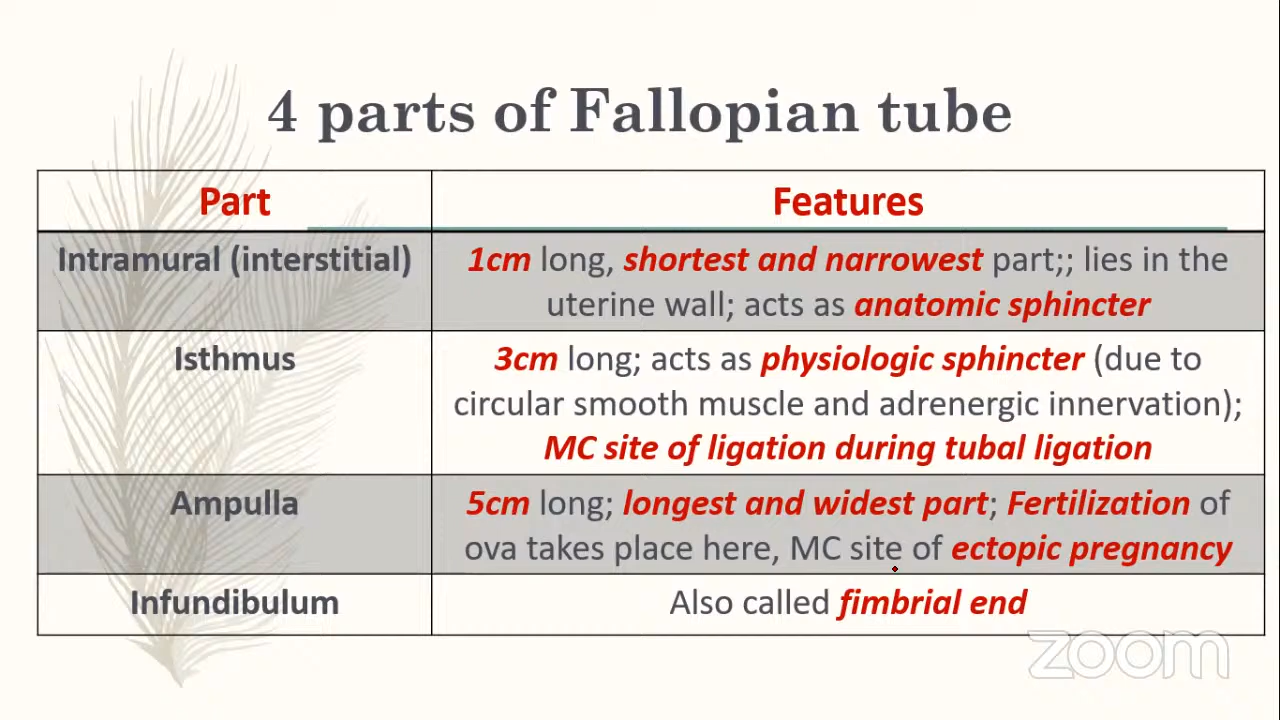 4 parts of Fallopian tube
Part
Features
Intramural (interstitial)
1cm long, shortest and narrowest part;; lies in the
uterine wall; acts as anatomic sphincter
Isthmus
3cm long; acts as physiologic sphincter (due to
circular smooth muscle and adrenergic innervation);
MC site of ligation during tubal ligation
Ampulla
5cm long; longest and widest part; Fertilization of
ova takes place here, MC site of ectopic pregnancy
Infundibulum
Also called fimbrial end
zoom